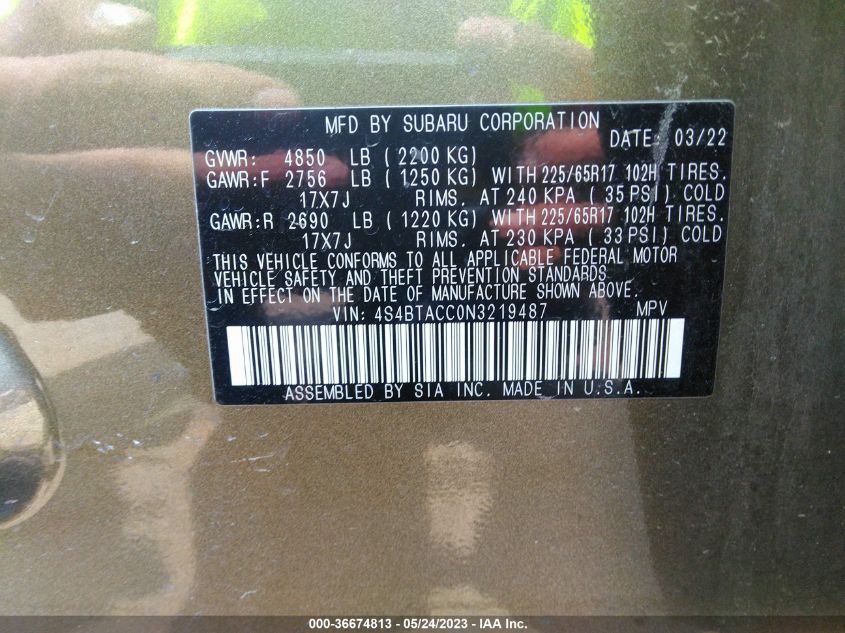 MFD BY SUBARU CORPORATION
DATE: 03/22
GVWR: 4850 LB (2200 KG)
GAWR:F 2756 LB (1250 KG) WITH 225/65R17 102H TIRES.
17X7J RIMS. AT 240 KPA (35 PSI) COLD
GAWR:R 2690 LB (1220 KG) WITH 225/65R17 102H TIRES.
17X7J RIMS. AT 230 KPA (33 PSI) COLD
THIS VEHICLE CONFORMS TO ALL APPLICABLE FEDERAL MOTOR
VEHICLE SAFETY AND THEFT PREVENTION STANDARDS
IN EFFECT ON THE DATE OF MANUFACTURE SHOWN ABOVE.
VIN: 4S4BTACC0N3219487 MPV
ASSEMBLED BY SIA INC. MADE IN U.S.A.
000-36674813 - 05/24/2023 - IAA Inc.